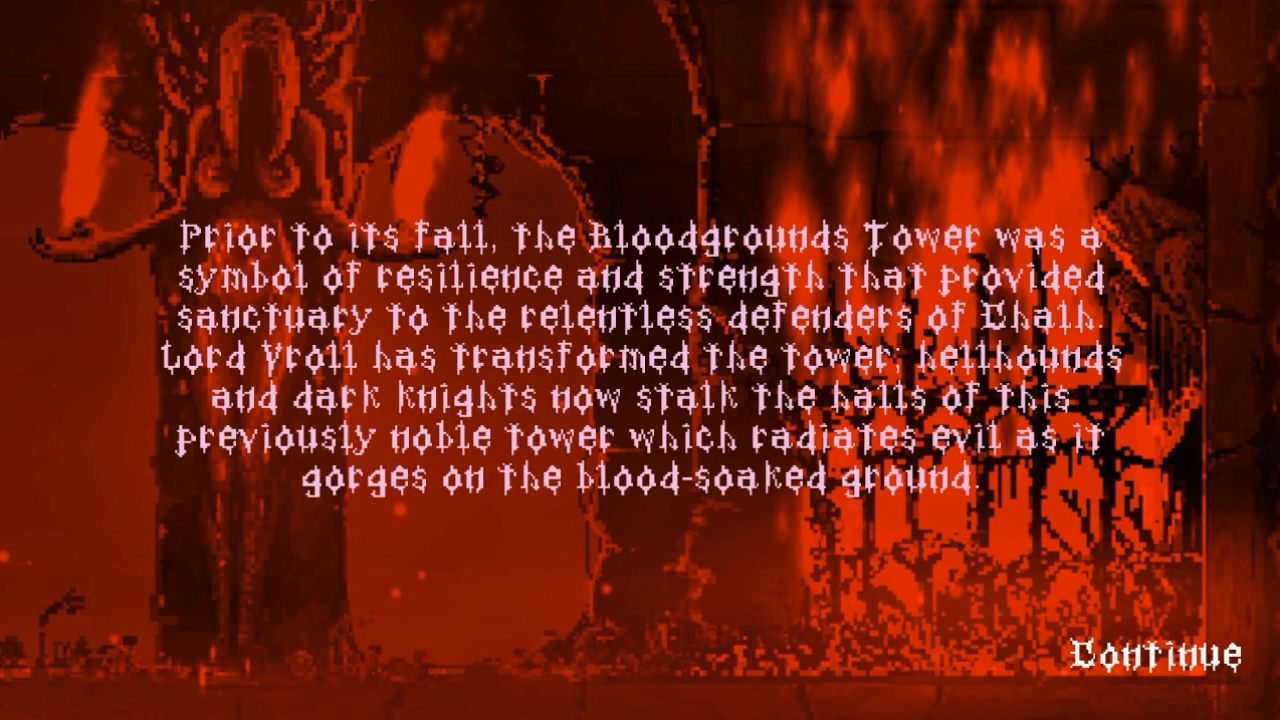 Prior to its fall, the Bloodgrounds Tower was a
symbol of resilience and strength that provided
sanctuary to the relentless defenders of Chalk.
Lord Vroll has transformed the tower; hellhounds
and dark knights now stalk the halls of this
previously noble tower which radiates evil as it
gorges on the blood-soaked ground.
Continue